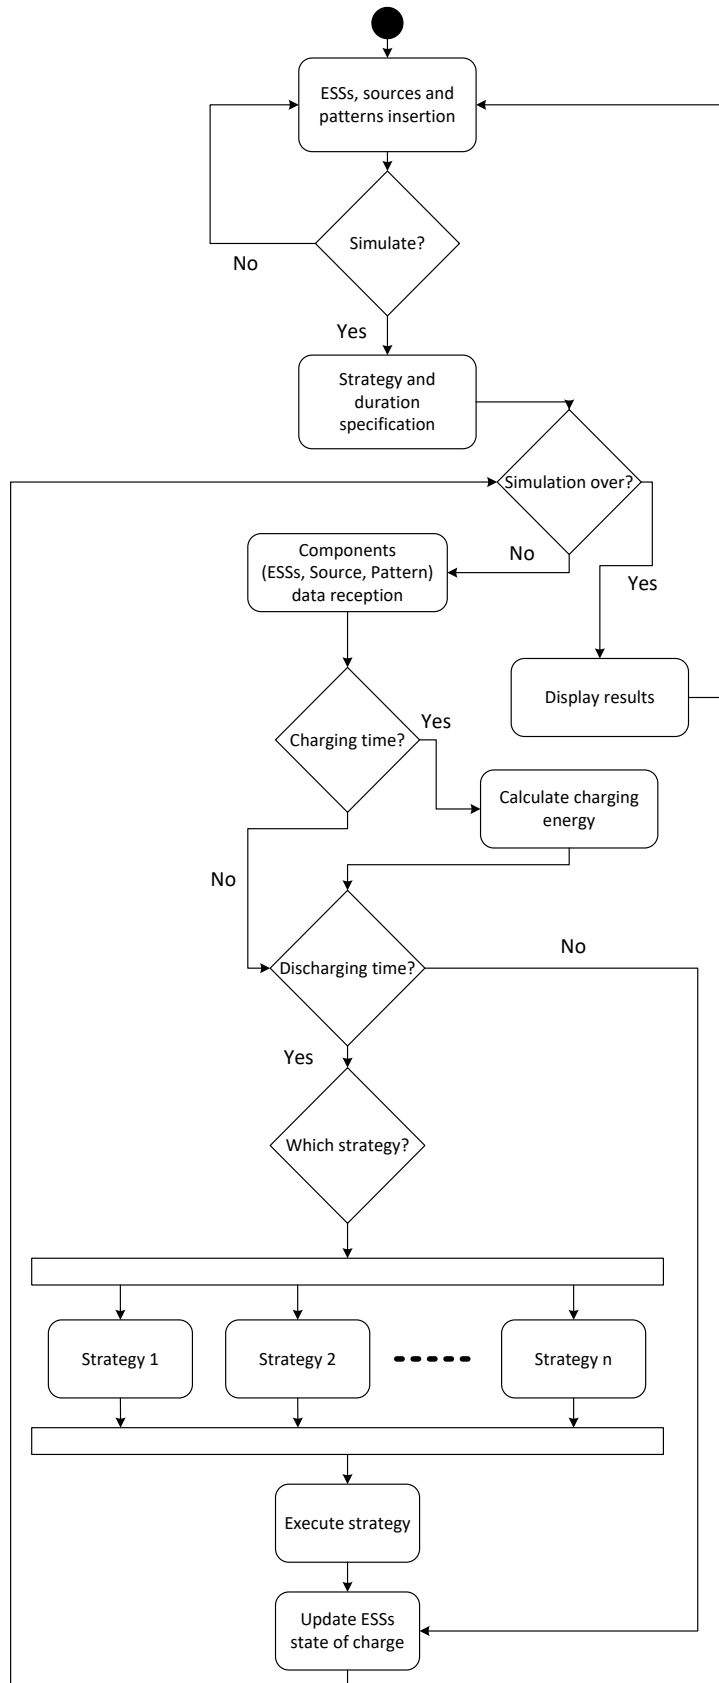 ESSs, sources and
patterns insertion
Simulate?
No
Yes
Strategy and
duration
specification
Simulation over?
No
Yes
Components
(ESSs, Source, Pattern)
data reception
Display results
Charging time?
Yes
Calculate charging
energy
No
Discharging time?
No
Yes
Which strategy?
Strategy 1
Strategy 2
Strategy n
Execute strategy
Update ESSs
state of charge